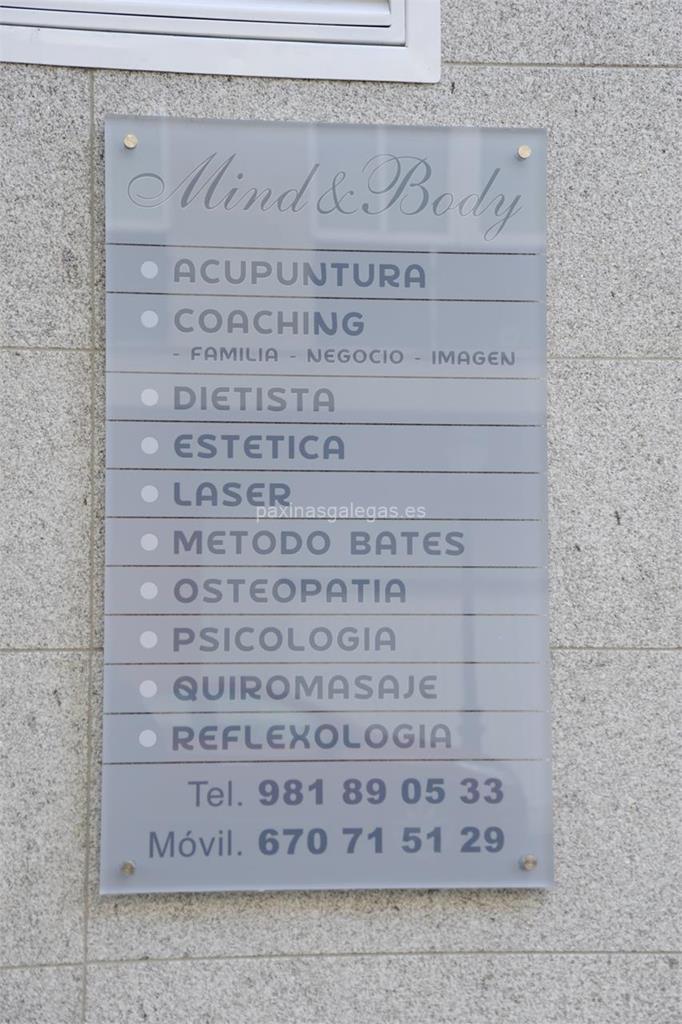 Mind & Body
ACUPUNTURA
COACHING
- FAMILIA - NEGOCIO - IMAGEN
DIETISTA
ESTETICA
LASER
paxinasgalegas.es
METODO BATES
OSTEOPATIA
PSICOLOGIA
QUIROMASAJE
REFLEXOLOGIA
Tel. 981 89 05 33
Móvil. 670 71 51 29